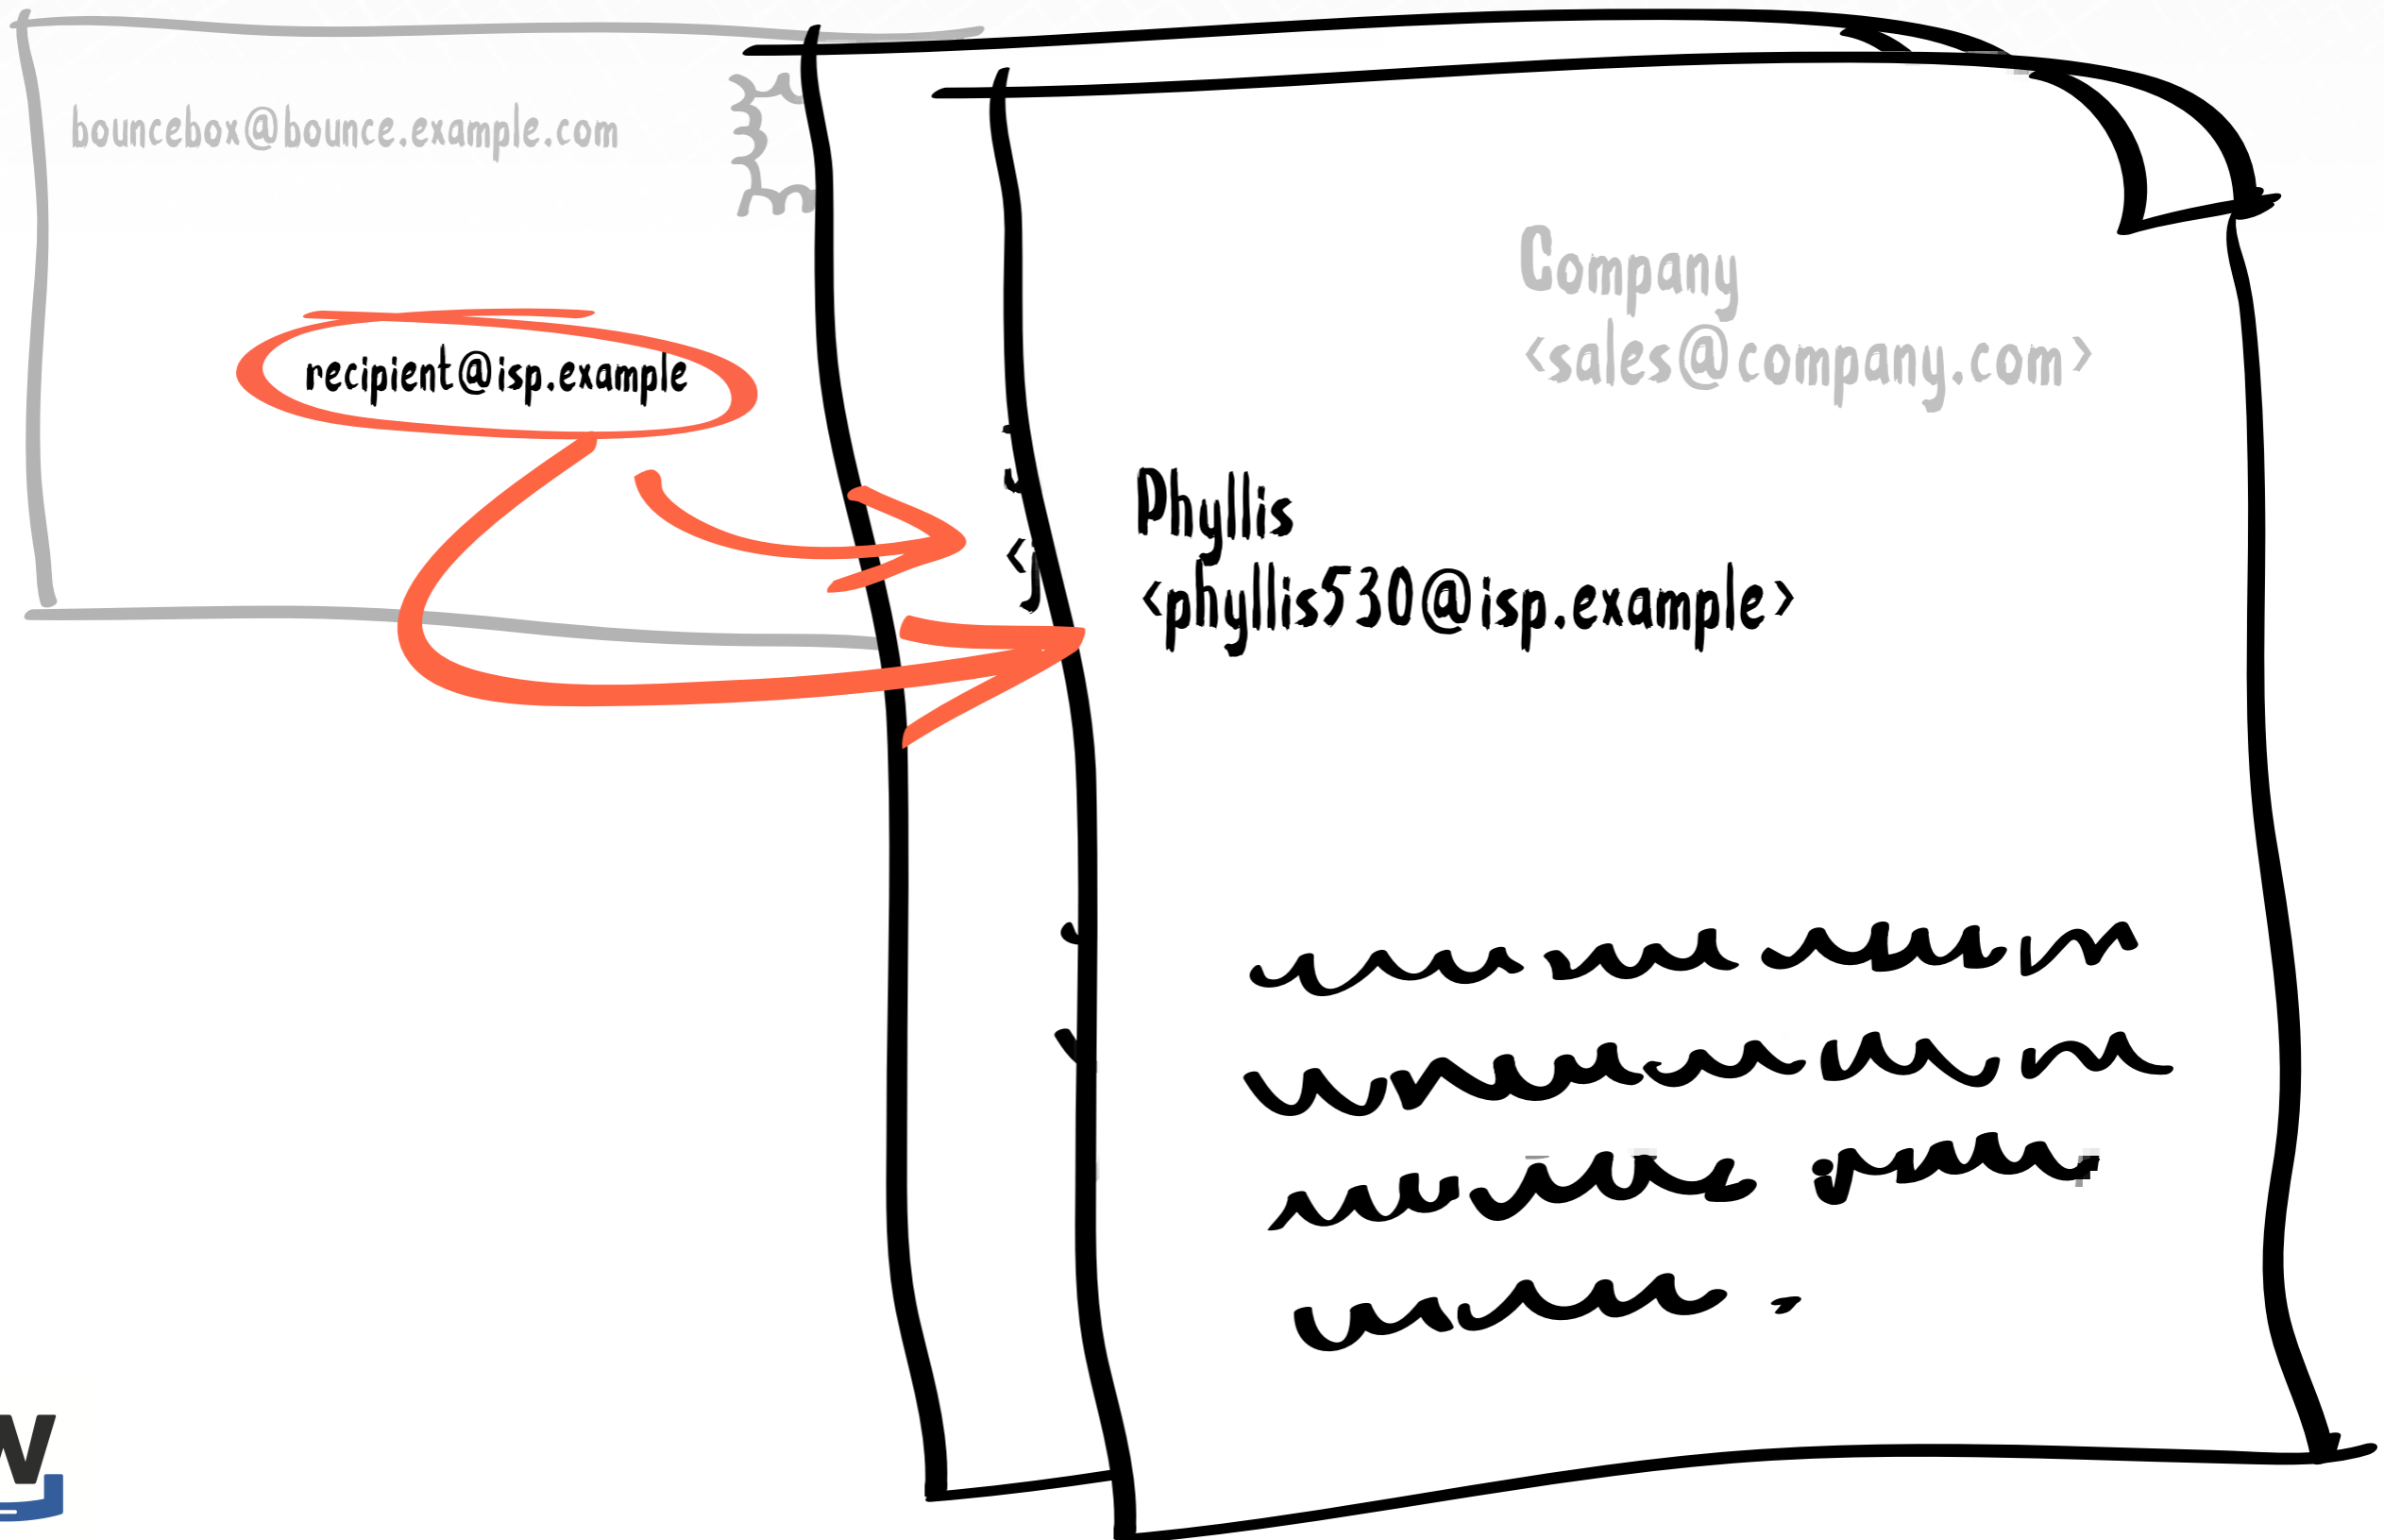 bouncebox@bounce.example.com
recipient@isp.example
Company
<sales@company.com>
Phyllis
<phyllis530@isp.example>